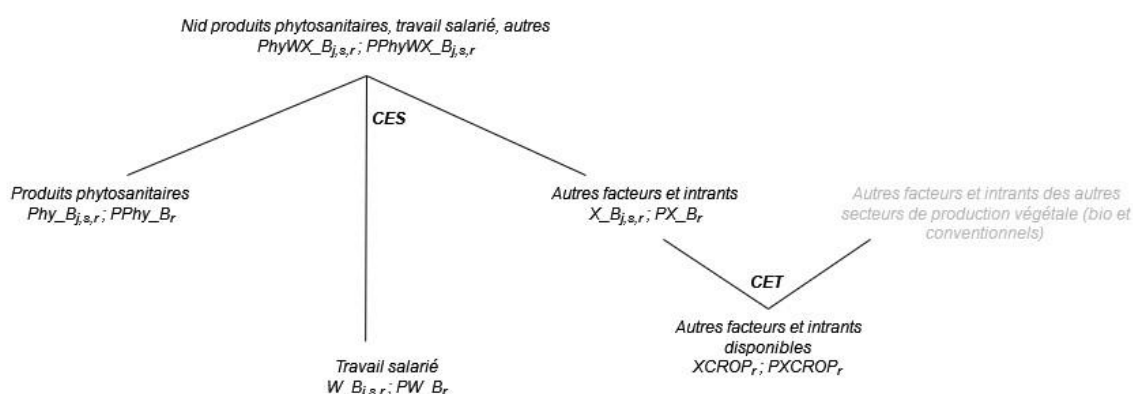 Nid produits phytosanitaires, travail salarié, autres
PhyWX_Bj,s,r ; PPhyWX_Bj,s,r
CES
Produits phytosanitaires
Phy_Bj,s,r ; PPhy_Br
Autres facteurs et intrants
X_Bj,s,r ; PX_Br
Autres facteurs et intrants des autres
secteurs de production végétale (bio et
conventionnels)
CET
Autres facteurs et intrants
disponibles
XCROPr ; PXCROPr
Travail salarié
W_Bj,s,r ; PW_Br